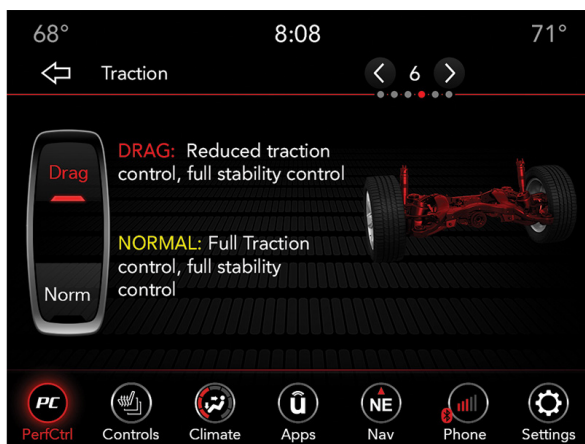 68°
8:08
71°
Traction
6
Drag
DRAG: Reduced traction
control, full stability control
NORMAL: Full Traction
control, full stability
control
Norm
PC
û
NE
PerfCtrl
Controls
Climate
Apps
Nav
Phone
Settings